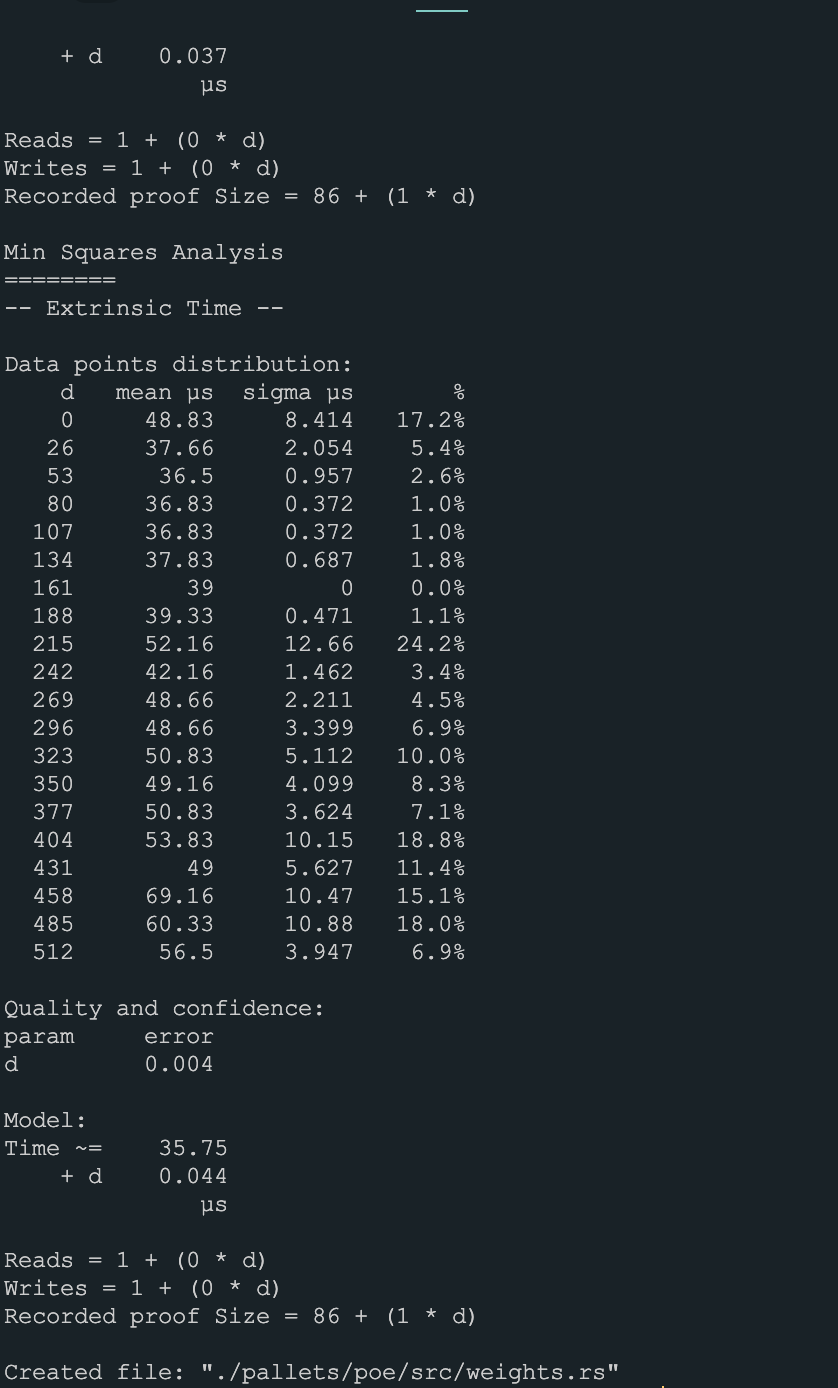 + d    0.037
µs
Reads = 1 + (0 * d)
Writes = 1 + (0 * d)
Recorded proof Size = 86 + (1 * d)
Min Squares Analysis
========
-- Extrinsic Time --
Data points distribution:
d   mean µs  sigma µs       %
0     48.83     8.414   17.2%
26     37.66     2.054    5.4%
53      36.5     0.957    2.6%
80     36.83     0.372    1.0%
107     36.83     0.372    1.0%
134     37.83     0.687    1.8%
161        39         0    0.0%
188     39.33     0.471    1.1%
215     52.16     12.66   24.2%
242     42.16     1.462    3.4%
269     48.66     2.211    4.5%
296     48.66     3.399    6.9%
323     50.83     5.112   10.0%
350     49.16     4.099    8.3%
377     50.83     3.624    7.1%
404     53.83     10.15   18.8%
431        49     5.627   11.4%
458     69.16     10.47   15.1%
485     60.33     10.88   18.0%
512      56.5     3.947    6.9%
Quality and confidence:
param     error
d         0.004
Model:
Time ~=    35.75
+ d    0.044
µs
Reads = 1 + (0 * d)
Writes = 1 + (0 * d)
Recorded proof Size = 86 + (1 * d)
Created file: "./pallets/poe/src/weights.rs"